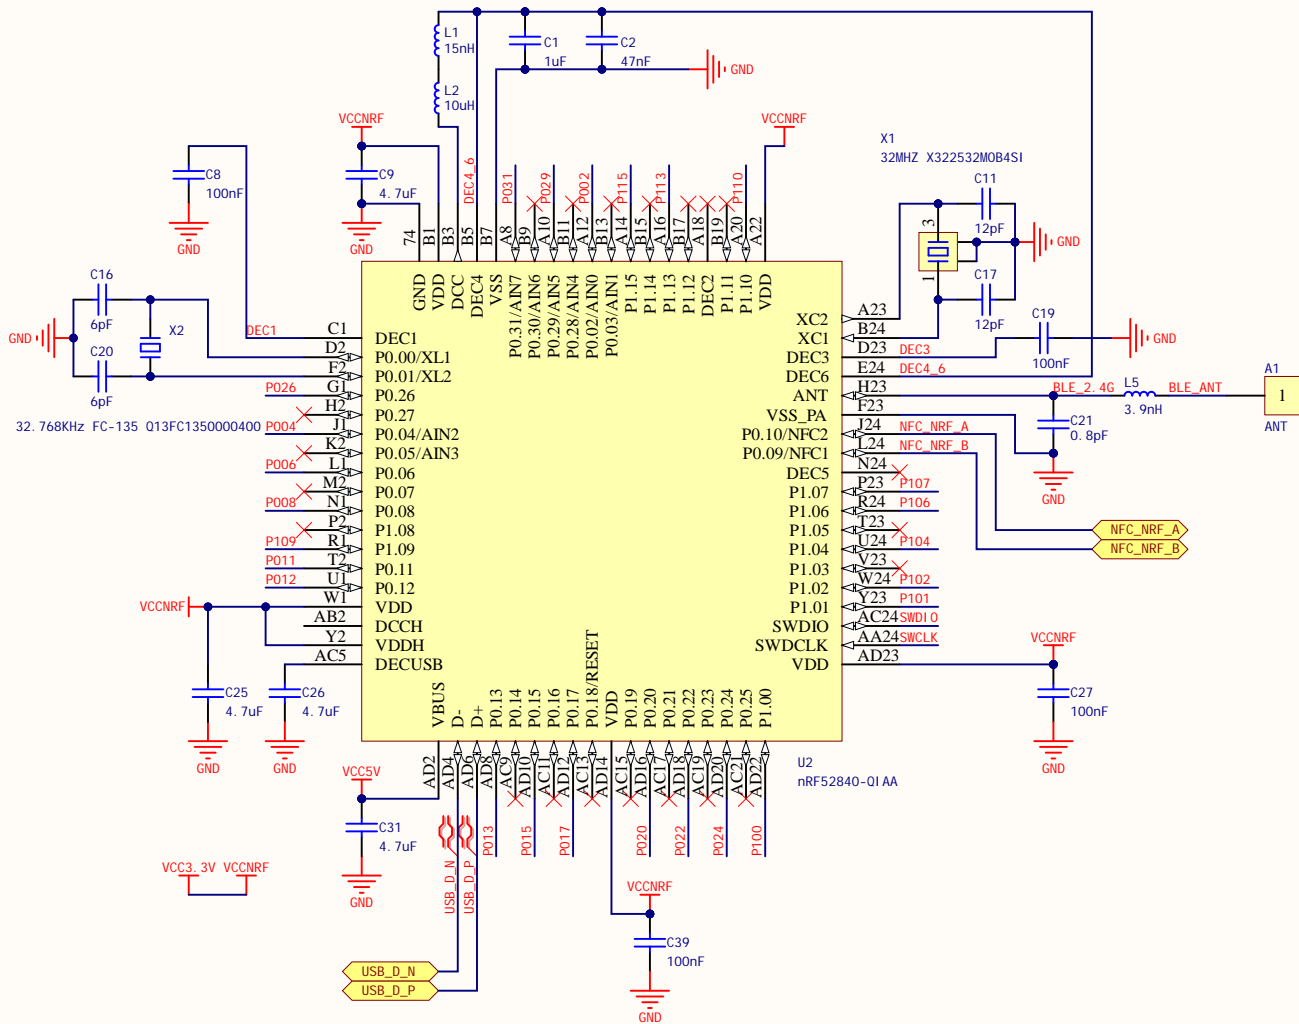 L1
15nH
C1
1uF
C2
47nF
GND
L2
10uH
VCCNRF
VCCNRF
X1
32MHZ X322532MOB4SI
C8
100nF
GND
C9
4.7uF
GND
DEC4_6
P031
P029
P002
P115
P113
P110
C11
12pF
GND
C17
12pF
3
1
74
B1
B3
B5
B7
A8
B9
A10
B11
A12
B13
A14
B15
A16
B17
A18
B19
A20
A22
GND
VDD
DCC
DEC4
VSS
P0.31/AIN7
P0.30/AIN6
P0.29/AIN5
P0.28/AIN4
P0.02/AIN0
P0.03/AIN1
P1.15
P1.14
P1.13
P1.12
DEC2
P1.11
P1.10
VDD
C16
6pF
GND
C20
6pF
X2
32.768KHz FC-135 Q13FC1350000400
DEC1 C1 DEC1
D2 P0.00/XL1
F2 P0.01/XL2
P026 G1 P0.26
H2 P0.27
P004 J1 P0.04/AIN2
K2 P0.05/AIN3
P006 L1 P0.06
M2 P0.07
P008 N1 P0.08
P2 P1.08
P109 R1 P1.09
P011 T2 P0.11
P012 U1 P0.12
VCCNRF W1 VDD
AB2 DCCH
Y2 VDDH
AC5 DECUSB
XC2 A23
XC1 B24
DEC3 D23 DEC3
DEC6 E24 DEC4_6
ANT H23 BLE_2.4G
VSS_PA F23
P0.10/NFC2 J24 NFC_NRF_A
P0.09/NFC1 L24 NFC_NRF_B
DEC5 N24
P1.07 P23 P107
P1.06 R24 P106
P1.05 T23
P1.04 U24 P104
P1.03 V23
P1.02 W24 P102
P1.01 Y23 P101
SWDIO AC24 SWDIO
SWDCLK AA24 SWCLK
VDD AD23
C19
100nF
GND
L5
3.9nH
BLE_ANT
A1
1
ANT
C21
0.8pF
GND
NFC_NRF_A
NFC_NRF_B
VCCNRF
C27
100nF
GND
C25
4.7uF
GND
C26
4.7uF
GND
VBUS
D-
D+
P0.13
P0.14
P0.15
P0.16
P0.17
P0.18/RESET
VDD
P0.19
P0.20
P0.21
P0.22
P0.23
P0.24
P0.25
P1.00
AD2
AD4
AD6
AD8
AC9
AD10
AC11
AD12
AC13
AD14
AC15
AD16
AC17
AD18
AC19
AD20
AC21
AD22
U2
nRF52840-QIAA
VCC5V
C31
4.7uF
GND
USB_D_N
USB_D_P
P013
P015
P017
P020
P022
P024
P100
VCC3.3V VCCNRF
VCCNRF
C39
100nF
GND
USB_D_N
USB_D_P